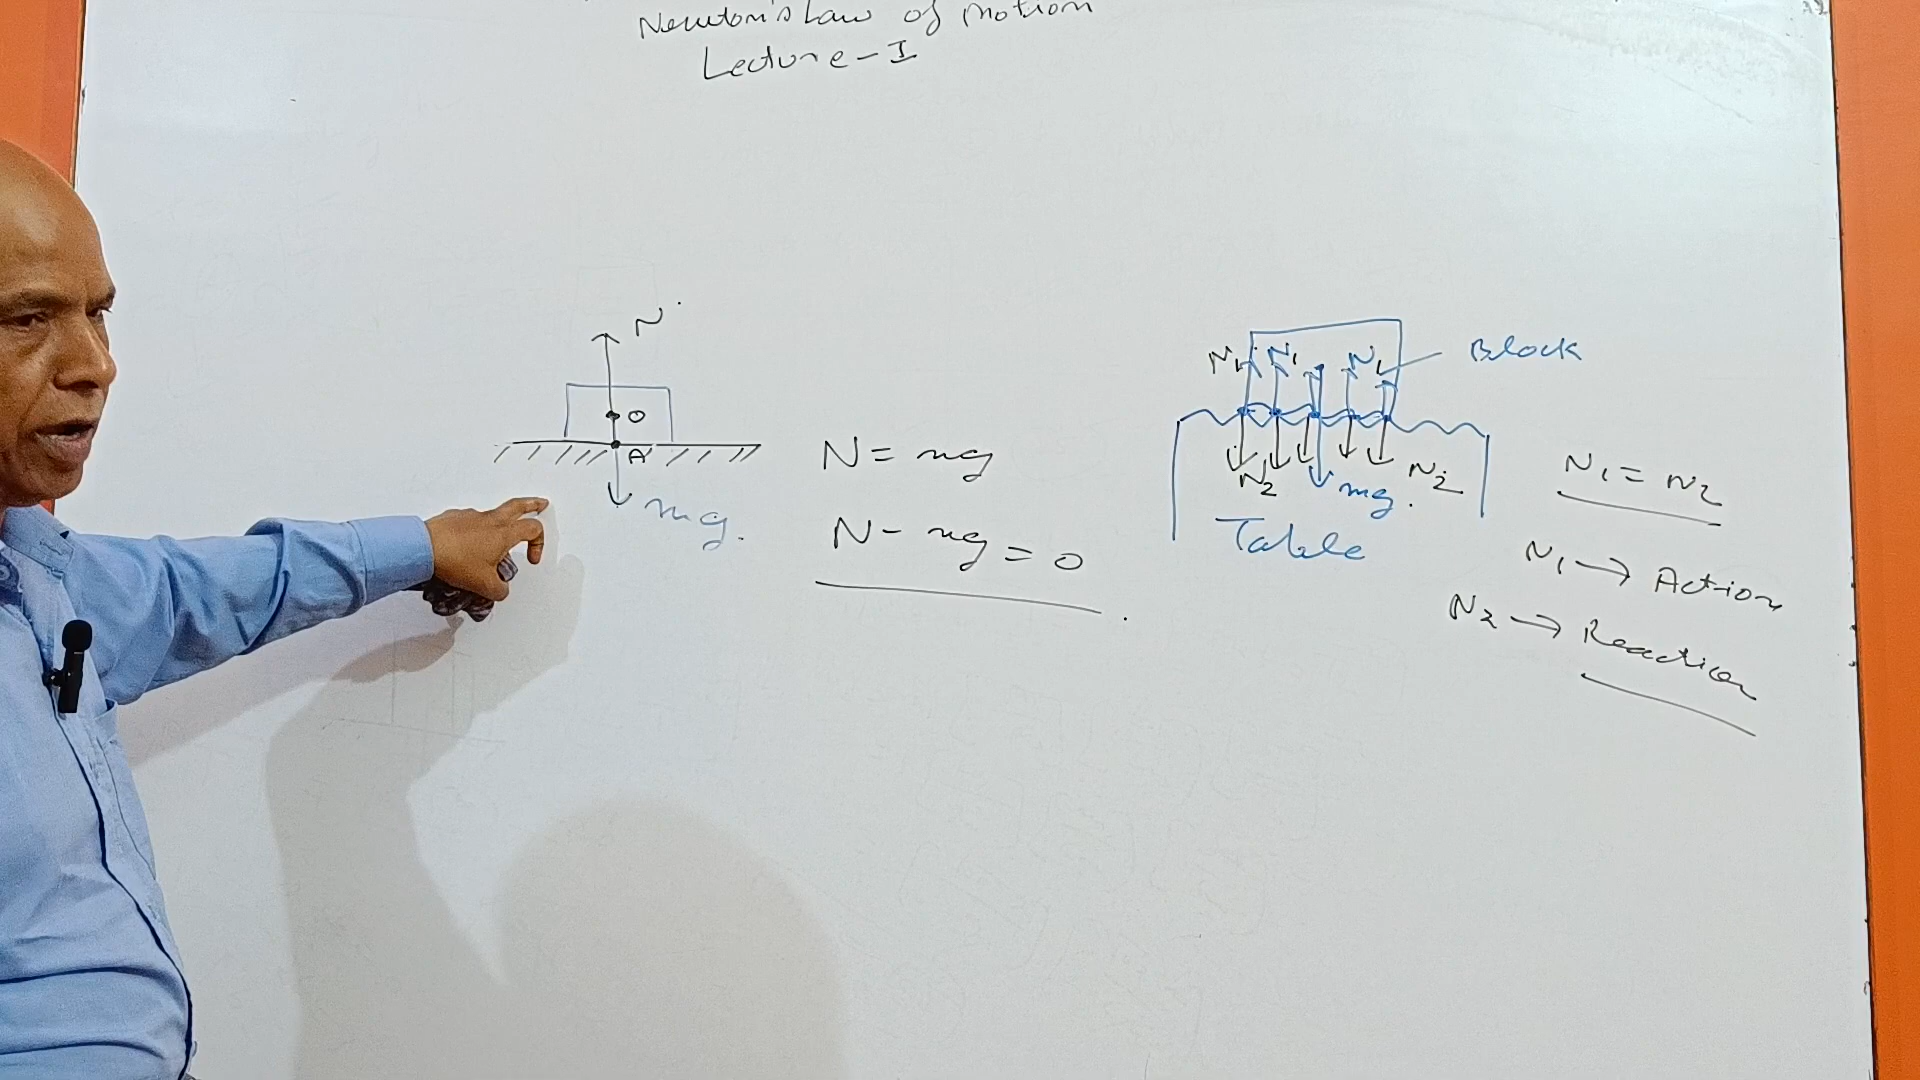 Newton's Law of Motion
Lecture-I
N
O
A
mg.
N = mg
N - mg = 0
N1 N1 N1
Block
N2 mg. N2
Table
N1 = N2
N1 → Action
N2 → Reaction